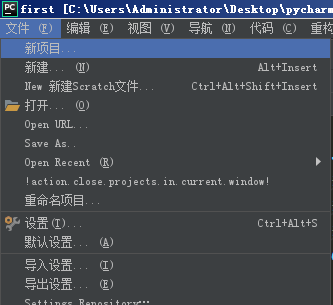 PC first [C:\Users\Administrator\Desktop\pycharm
文件 (F) 编辑 (E) 视图 (V) 导航 (N) 代码 (C) 重构
新项目...
新建... (N) Alt+Insert
New 新建Scratch文件... Ctrl+Alt+Shift+Insert
打开... (O)
Open URL...
Save As..
Open Recent (R)
!action.close.projects.in.current.window!
重命名项目...
设置(T)... Ctrl+Alt+S
默认设置... (A)
导入设置... (I)
导出设置... (E)
Settings Repository...